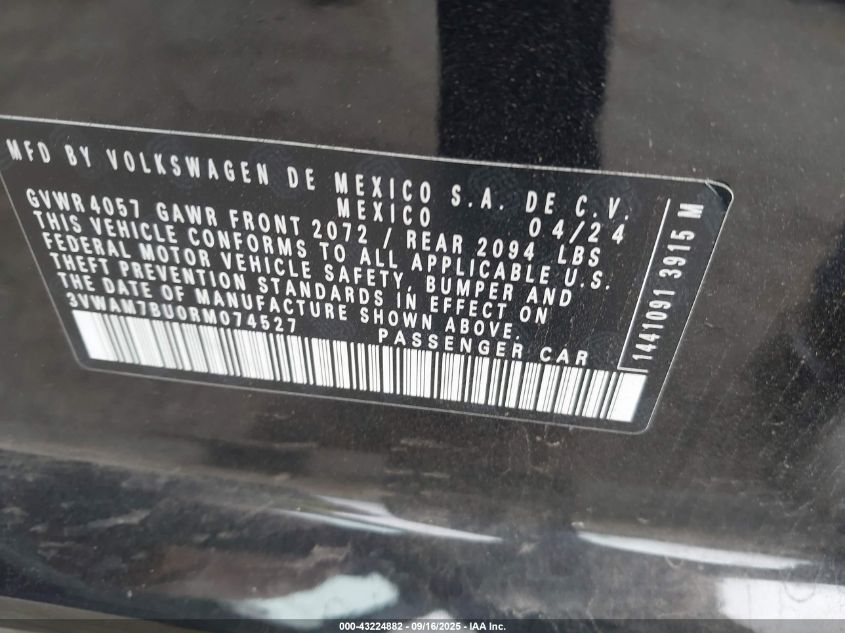 MFD BY VOLKSWAGEN DE MEXICO S.A. DE C.V.
MEXICO 04/24
GVWR 4057 GAWR FRONT 2072 / REAR 2094 LBS
THIS VEHICLE CONFORMS TO ALL APPLICABLE U.S.
FEDERAL MOTOR VEHICLE SAFETY, BUMPER AND
THEFT PREVENTION STANDARDS IN EFFECT ON
THE DATE OF MANUFACTURE SHOWN ABOVE.
3VWAM7BU0RM074527 PASSENGER CAR
1441091 3915 M
000-43224882 - 09/16/2025 - © IAA Inc.